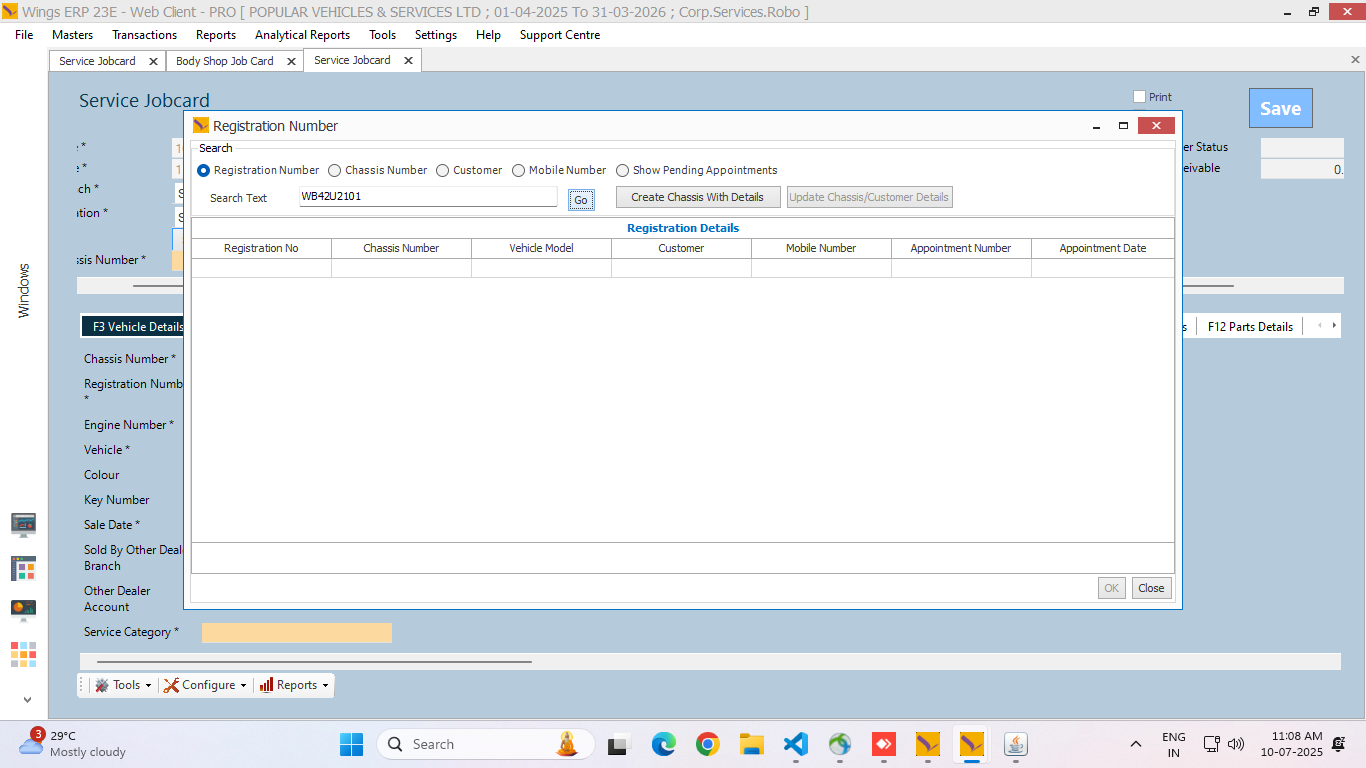 Wings ERP 23E - Web Client - PRO [ POPULAR VEHICLES & SERVICES LTD ; 01-04-2025 To 31-03-2026 ; Corp.Services.Robo ]
File Masters Transactions Reports Analytical Reports Tools Settings Help Support Centre
Service Jobcard Body Shop Job Card Service Jobcard
Service Jobcard
Print
Save
Registration Number
Search
Registration Number Chassis Number Customer Mobile Number Show Pending Appointments
Search Text WB42U2101 Go Create Chassis With Details Update Chassis/Customer Details
Registration Details
Registration No Chassis Number Vehicle Model Customer Mobile Number Appointment Number Appointment Date
OK Close
er Status
eivable 0.
ch *
ation *
ssis Number *
Windows
F3 Vehicle Details
s F12 Parts Details
Chassis Number *
Registration Numb
*
Engine Number *
Vehicle *
Colour
Key Number
Sale Date *
Sold By Other Deal
Branch
Other Dealer
Account
Service Category *
Tools Configure Reports
3
29°C
Mostly cloudy
Search
ENG
IN
11:08 AM
10-07-2025